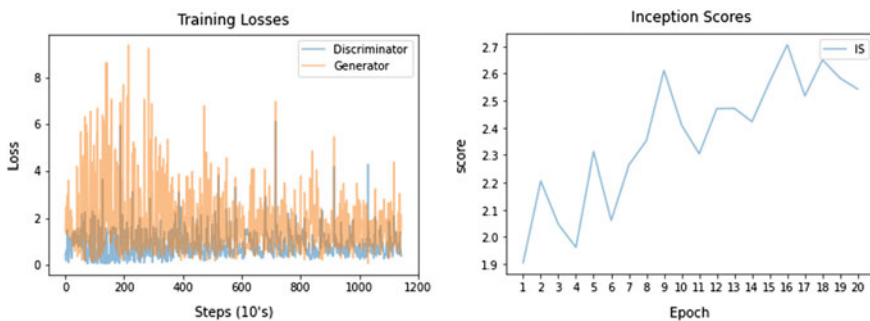 Training Losses
Discriminator
Generator
Loss
8
6
4
2
0
0 200 400 600 800 1000 1200
Steps (10's)
Inception Scores
IS
score
2.7
2.6
2.5
2.4
2.3
2.2
2.1
2.0
1.9
1 2 3 4 5 6 7 8 9 10 11 12 13 14 15 16 17 18 19 20
Epoch